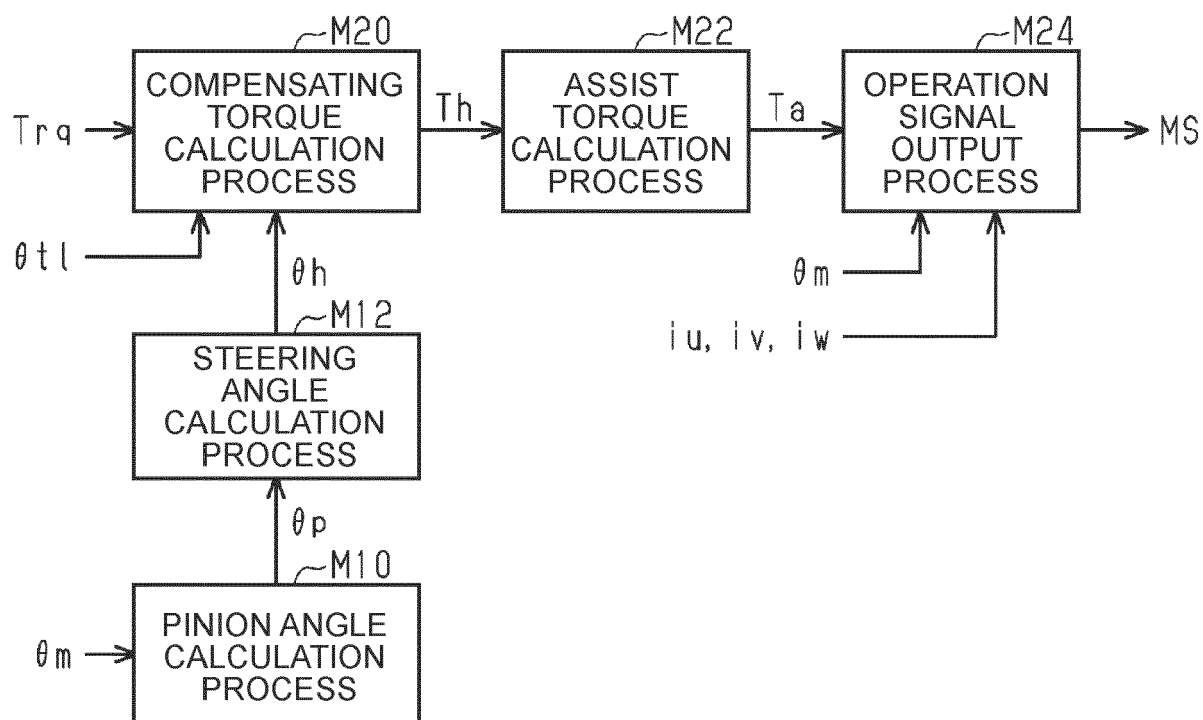 M20
M22
M24
COMPENSATING
TORQUE
CALCULATION
PROCESS
ASSIST
TORQUE
CALCULATION
PROCESS
OPERATION
SIGNAL
OUTPUT
PROCESS
Trq
Th
Ta
MS
θtl
θh
θm
iu, iv, iw
M12
STEERING
ANGLE
CALCULATION
PROCESS
θp
M10
PINION ANGLE
CALCULATION
PROCESS
θm